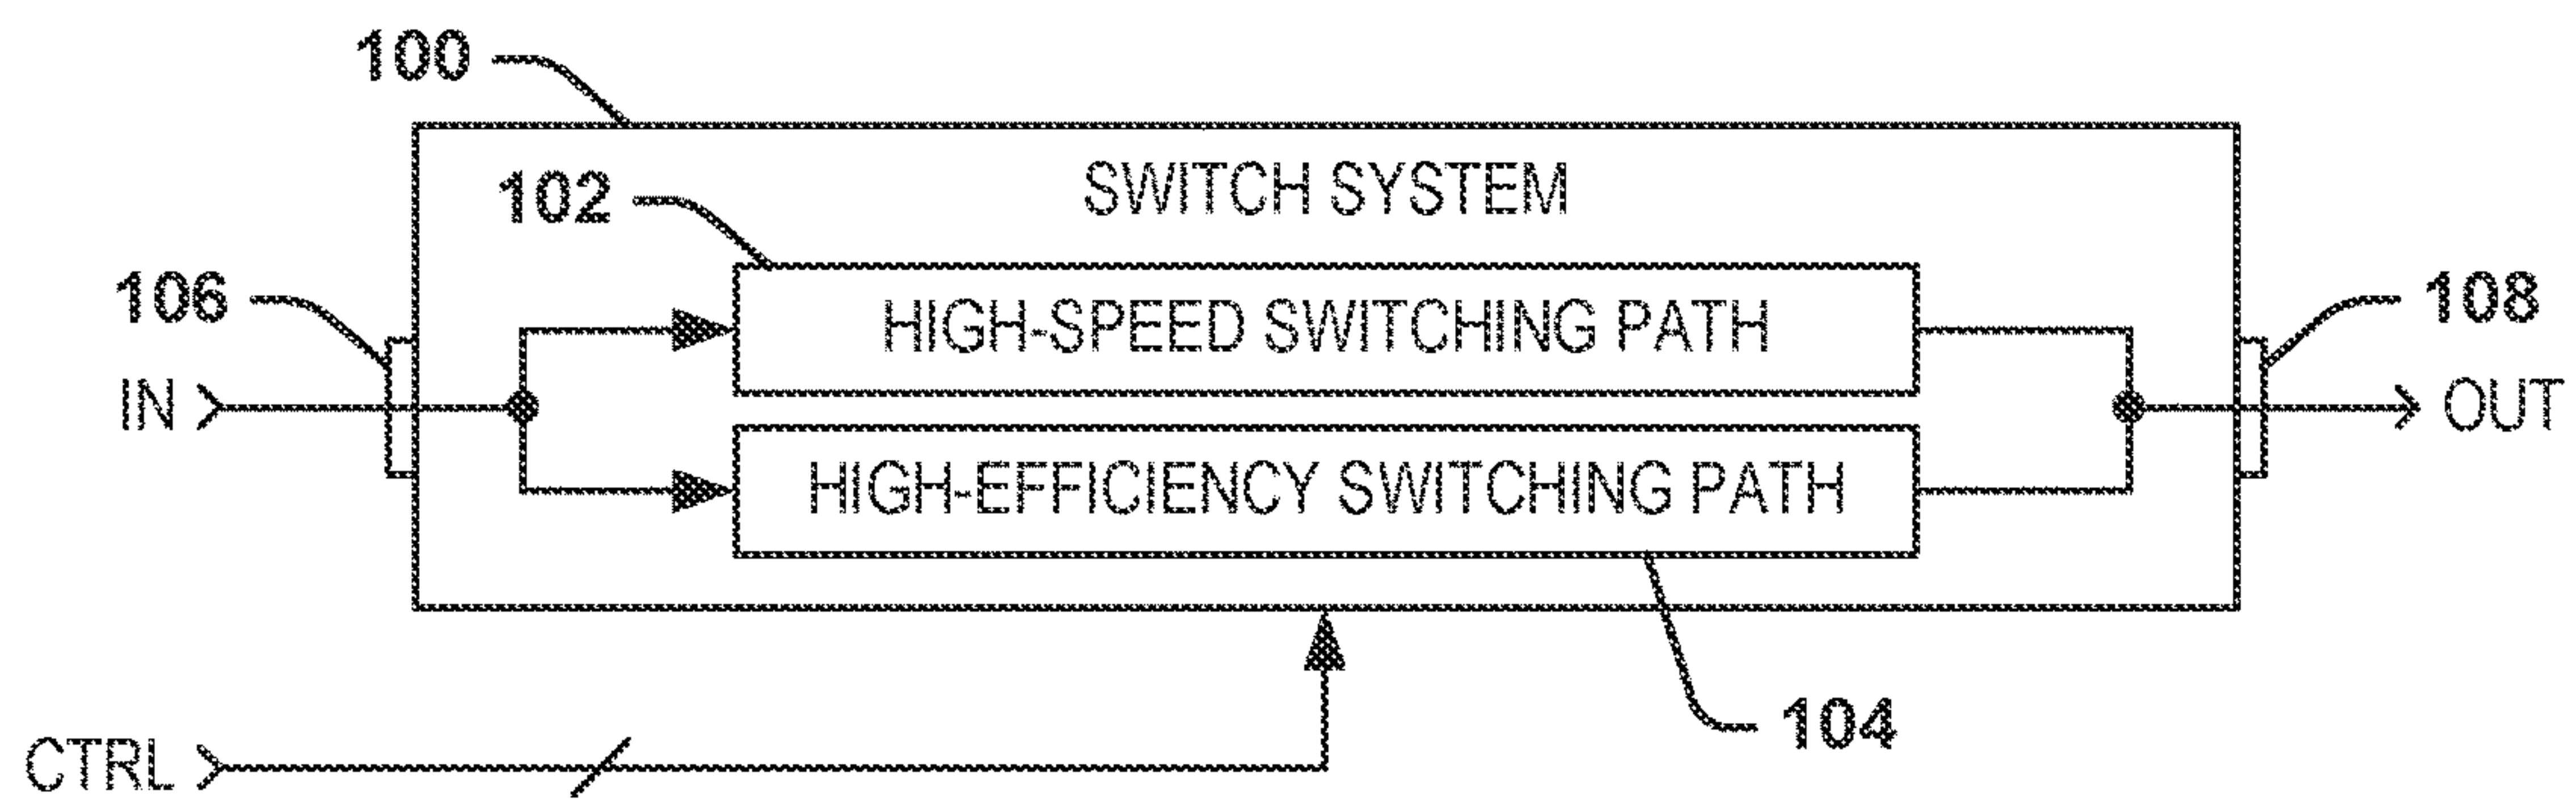 100
SWITCH SYSTEM
102
106
HIGH-SPEED SWITCHING PATH
108
IN
OUT
HIGH-EFFICIENCY SWITCHING PATH
104
CTRL